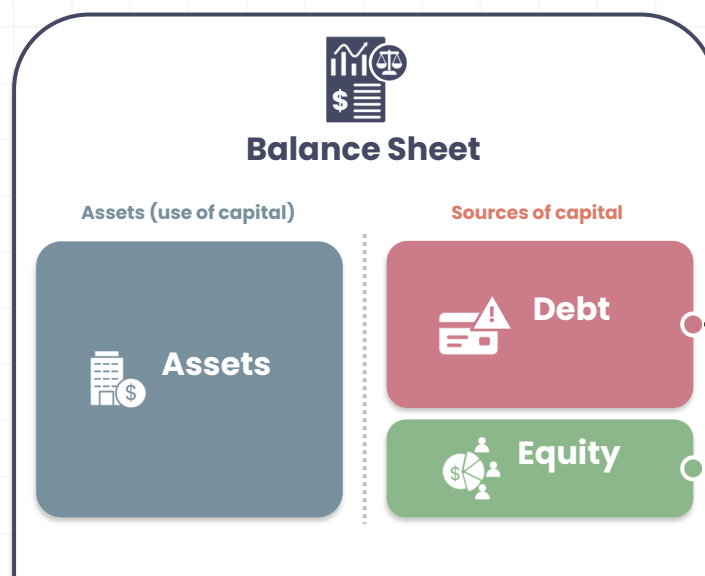 Balance Sheet
Assets (use of capital)
Sources of capital
Assets
$
Debt
!
Equity
$
$